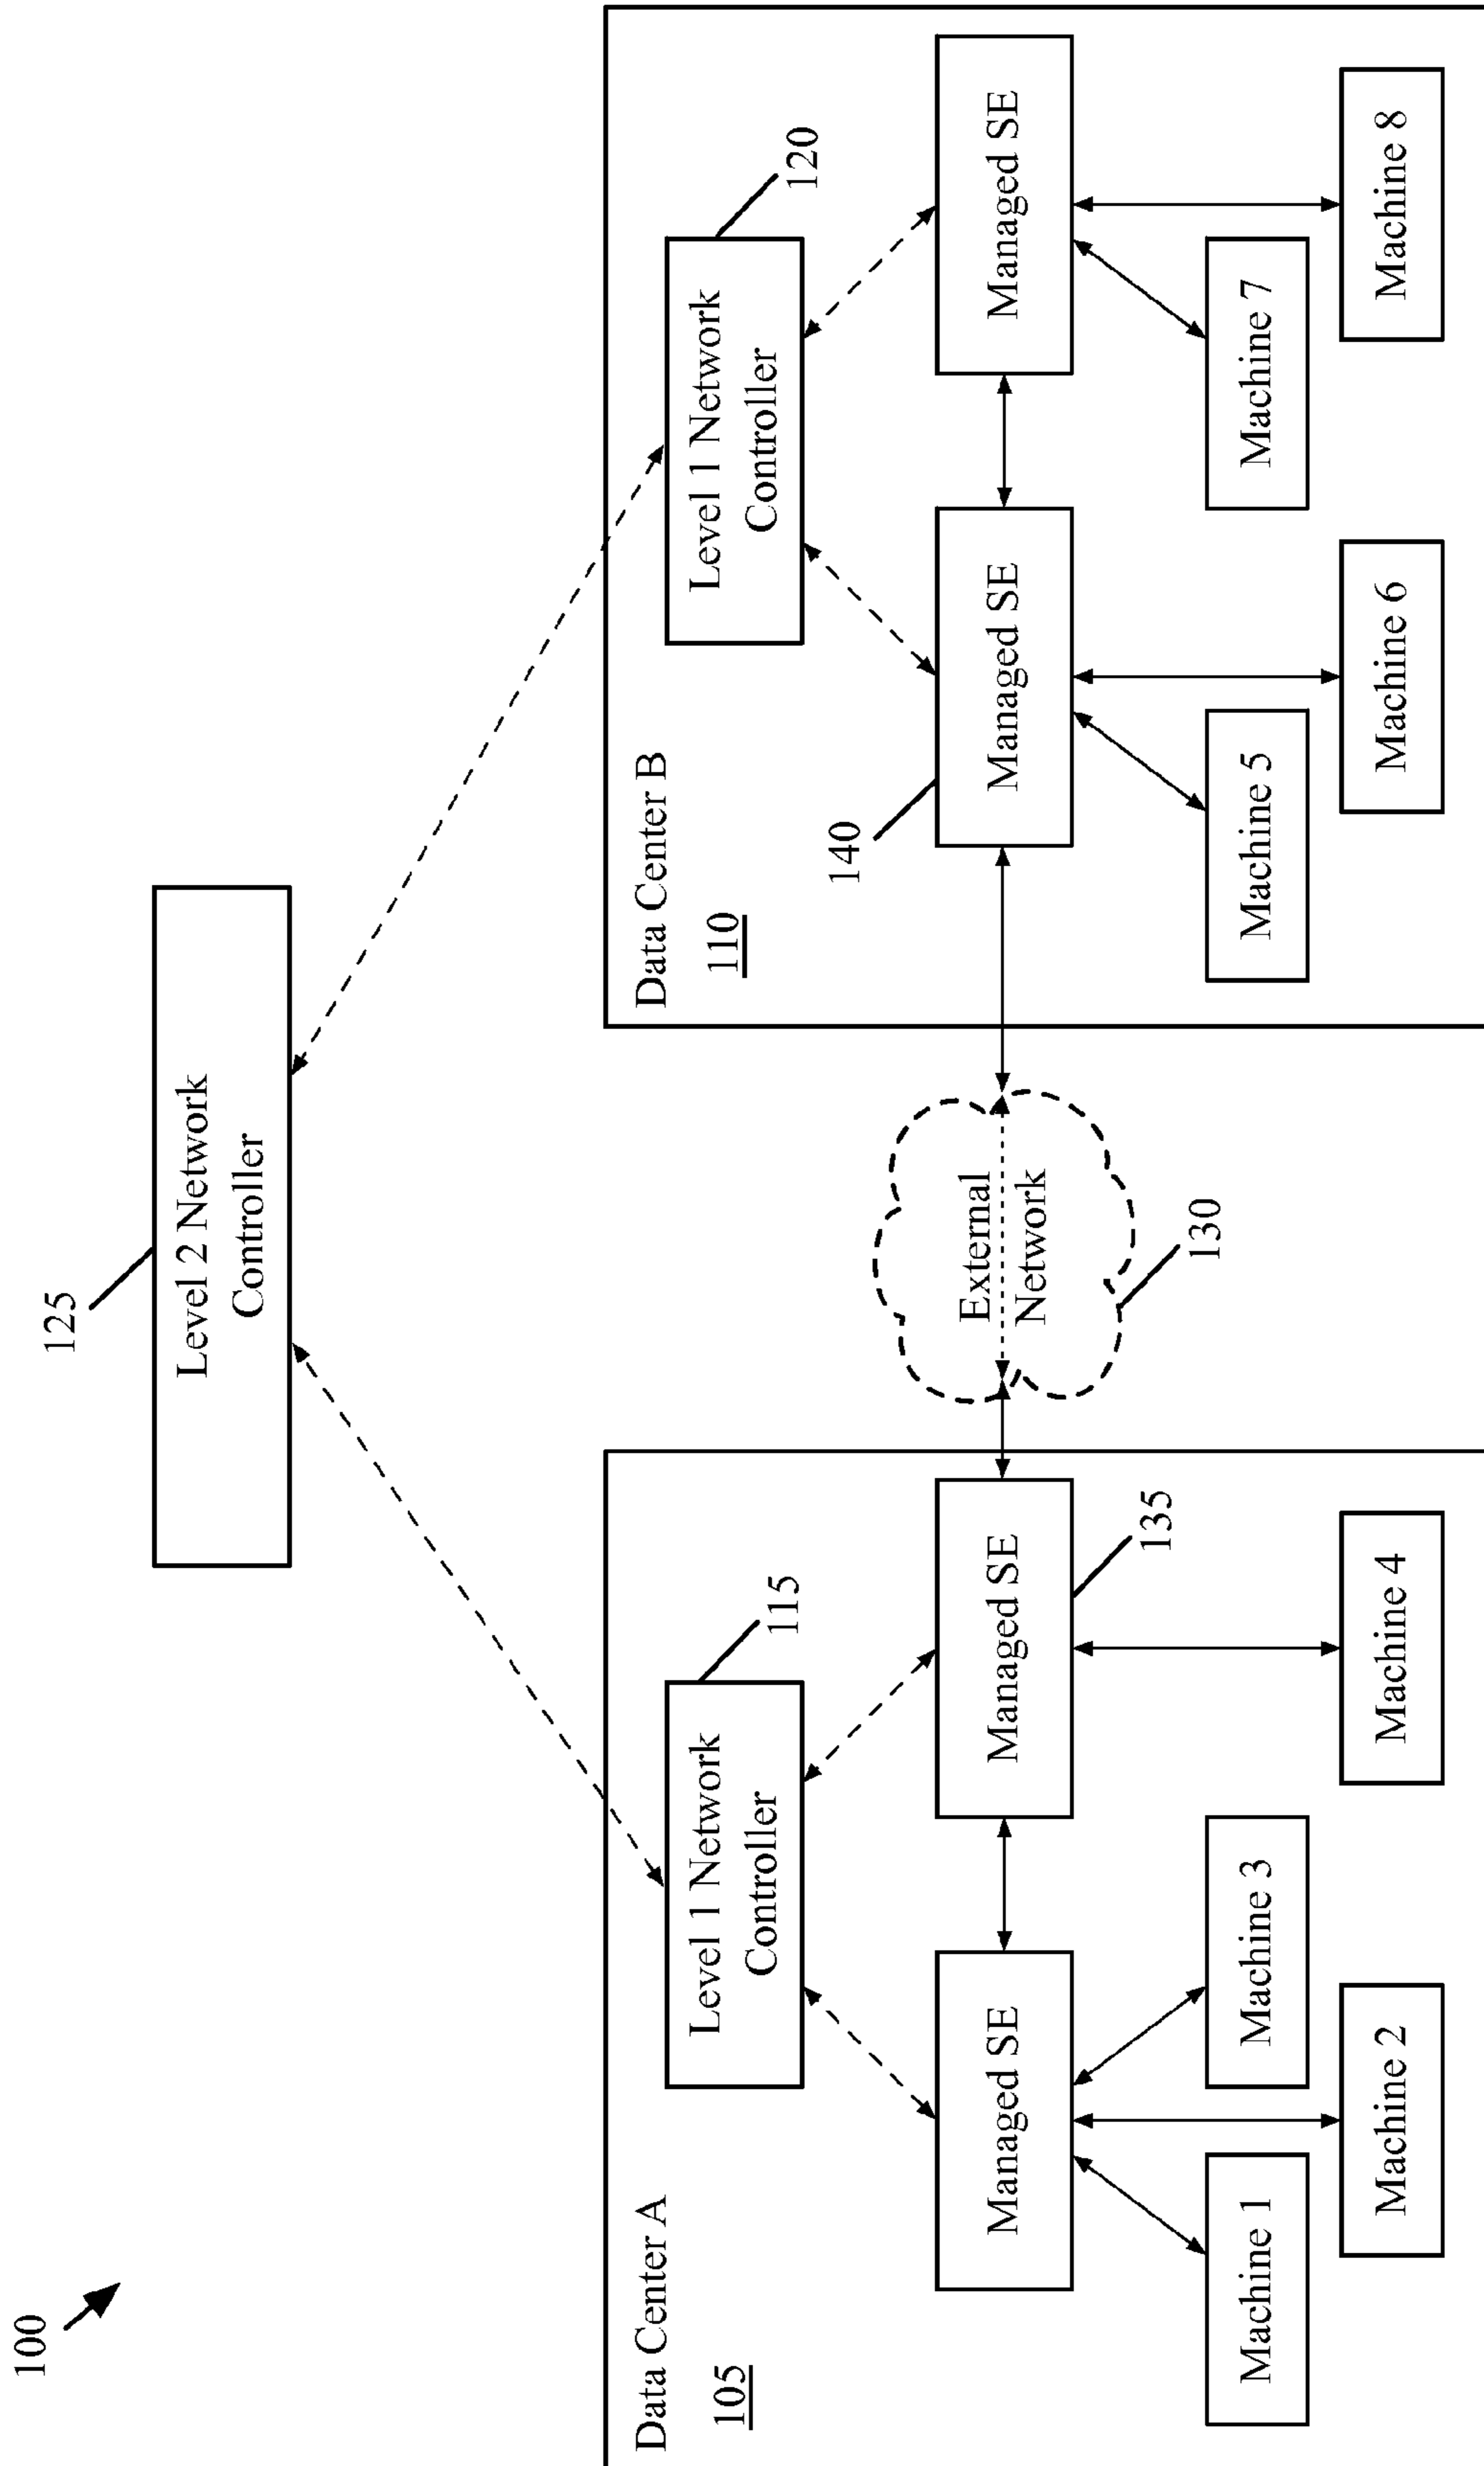 100
125
Level 2 Network
Controller
Data Center A
105
115
Level 1 Network
Controller
Managed SE
Managed SE
135
Machine 1
Machine 2
Machine 3
Machine 4
External
Network
130
Data Center B
110
120
Level 1 Network
Controller
140
Managed SE
Managed SE
Machine 5
Machine 6
Machine 7
Machine 8